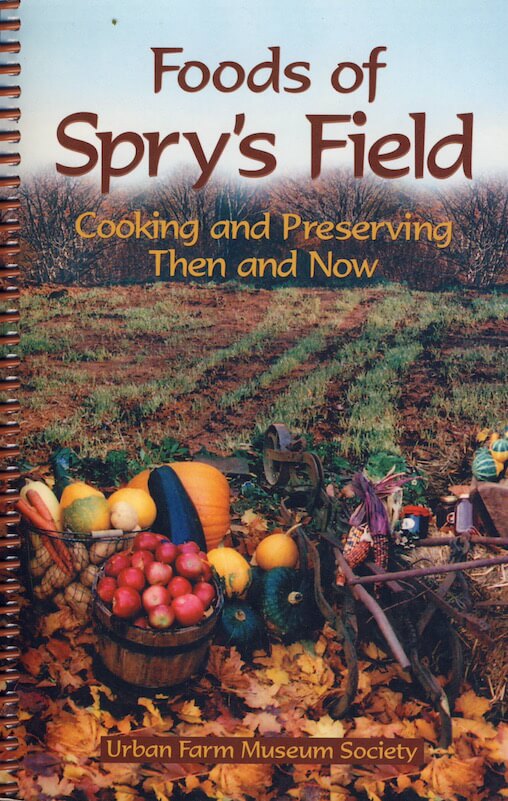 Foods of
Spry's Field
Cooking and Preserving
Then and Now
Urban Farm Museum Society